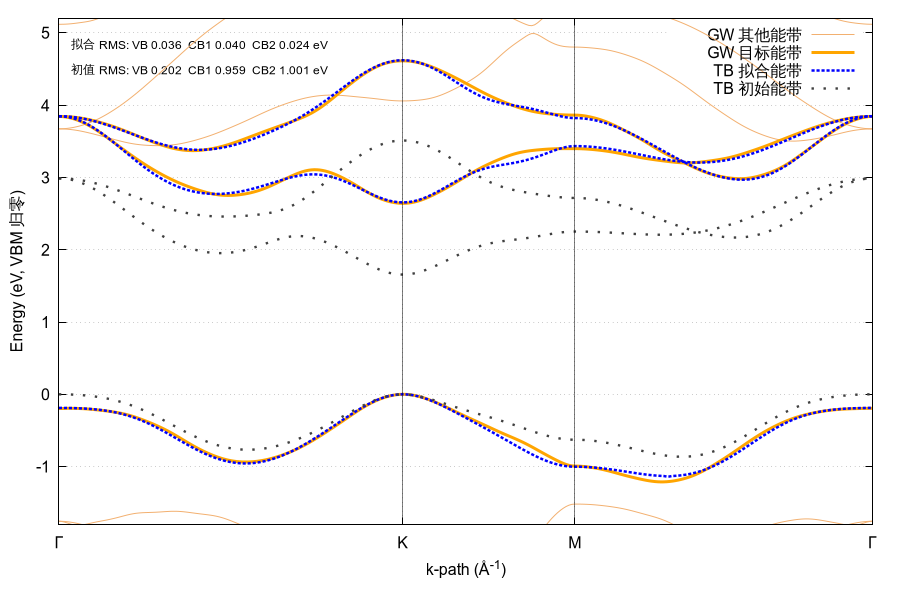 拟合 RMS: VB 0.036  CB1 0.040  CB2 0.024 eV
初值 RMS: VB 0.202  CB1 0.959  CB2 1.001 eV
GW 其他能带
GW 目标能带
TB 拟合能带
TB 初始能带
Energy (eV, VBM 归零)
5
4
3
2
1
0
-1
Γ K M Γ
k-path (Å⁻¹)